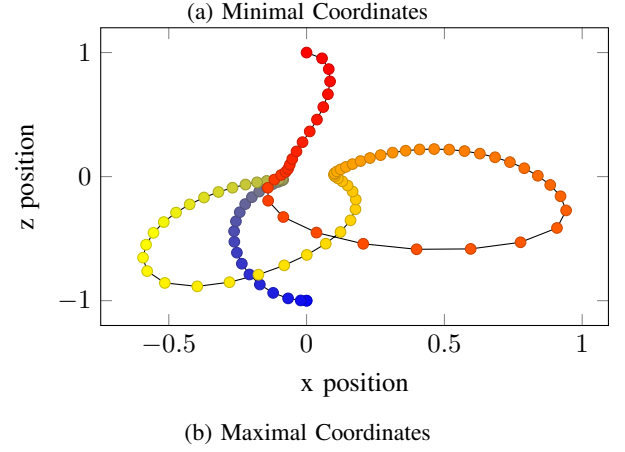 (a) Minimal Coordinates
1
0
−1
z position
−0.5
0
0.5
1
x position
(b) Maximal Coordinates